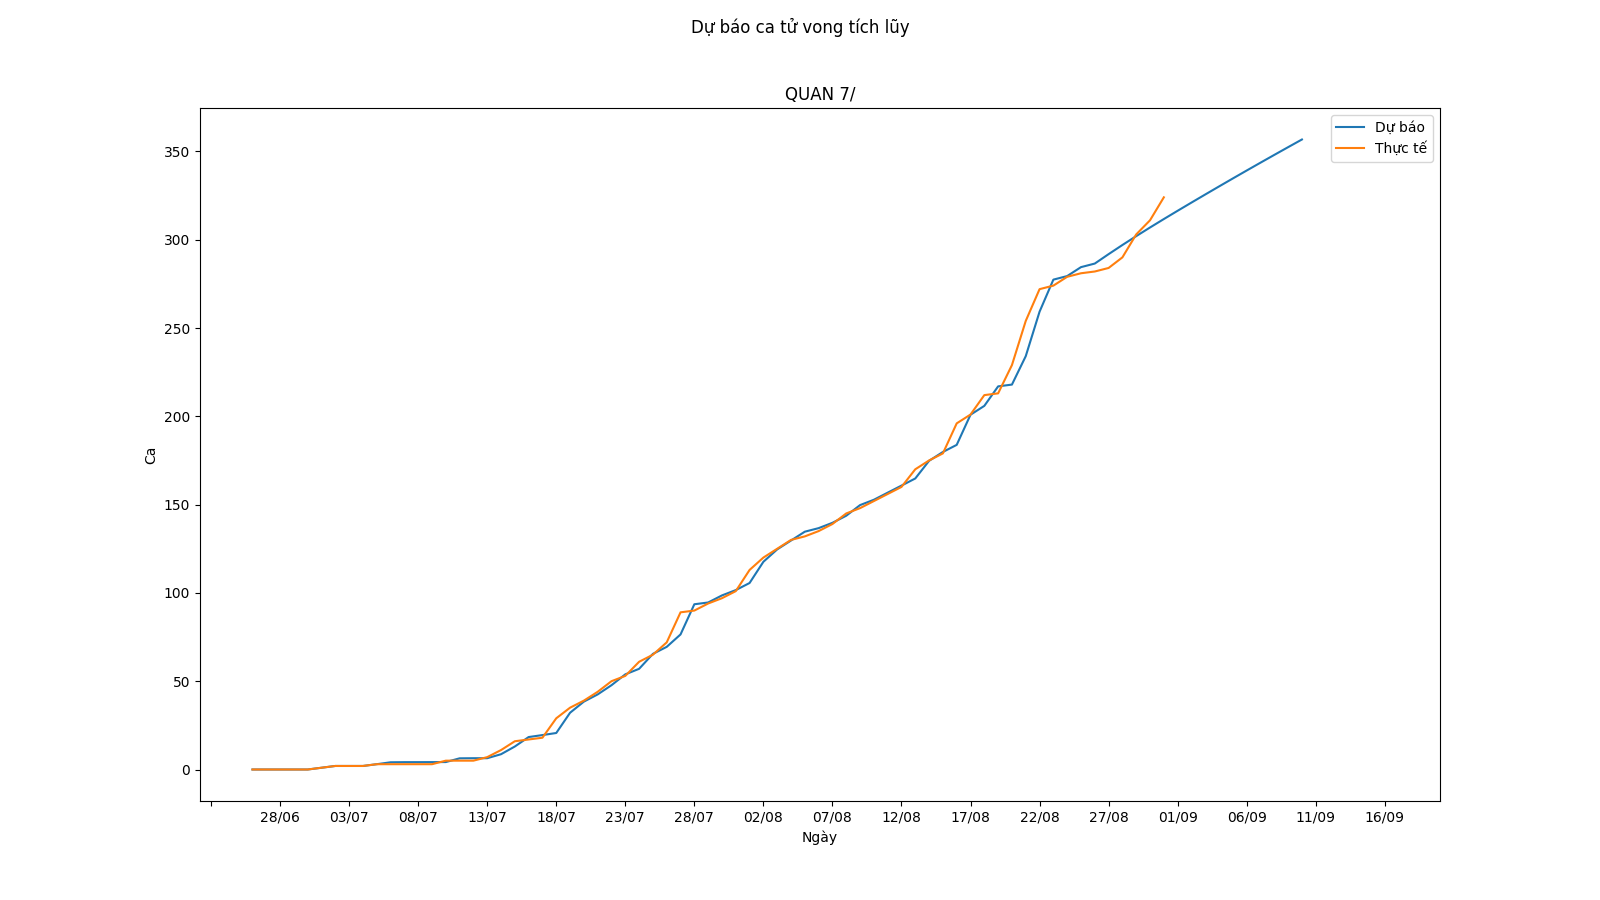 Dự báo ca tử vong tích lũy
QUAN 7/
Dự báo
Thực tế
350
300
250
200
150
100
50
0
Ca
28/06 03/07 08/07 13/07 18/07 23/07 28/07 02/08 07/08 12/08 17/08 22/08 27/08 01/09 06/09 11/09 16/09
Ngày